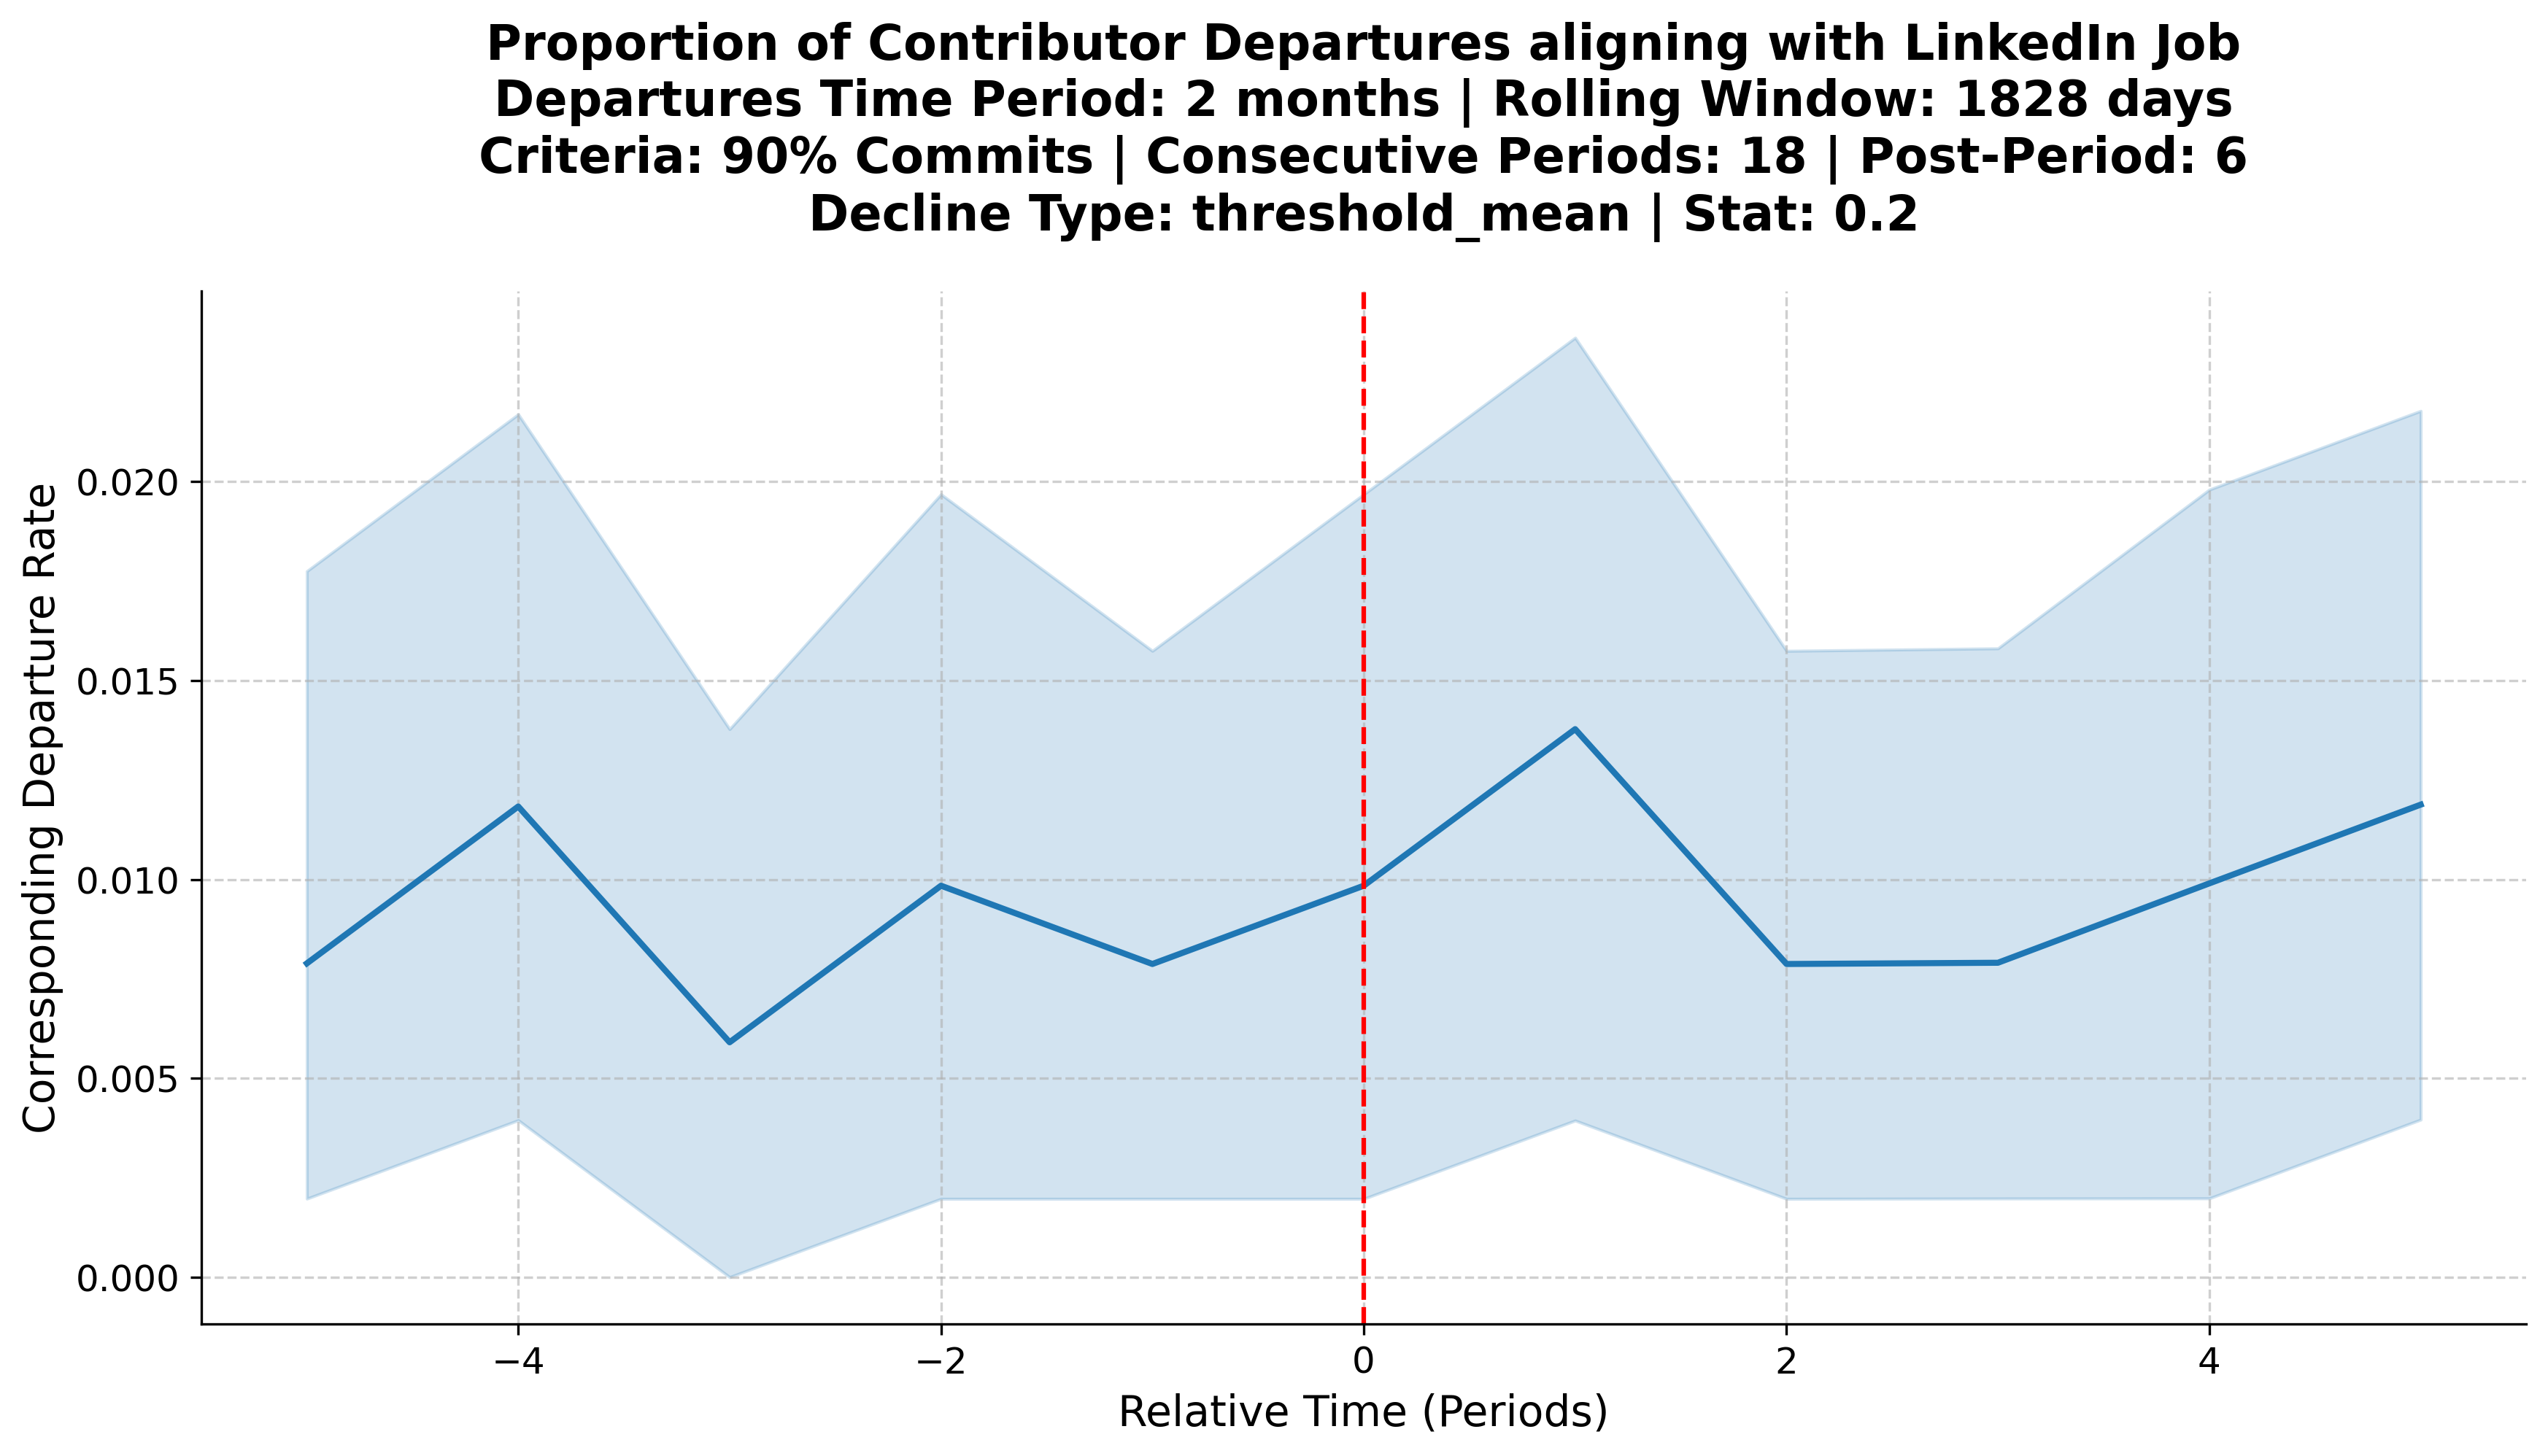 Proportion of Contributor Departures aligning with LinkedIn Job
Departures Time Period: 2 months | Rolling Window: 1828 days
Criteria: 90% Commits | Consecutive Periods: 18 | Post-Period: 6
Decline Type: threshold_mean | Stat: 0.2
Corresponding Departure Rate
0.020
0.015
0.010
0.005
0.000
−4
−2
0
2
4
Relative Time (Periods)